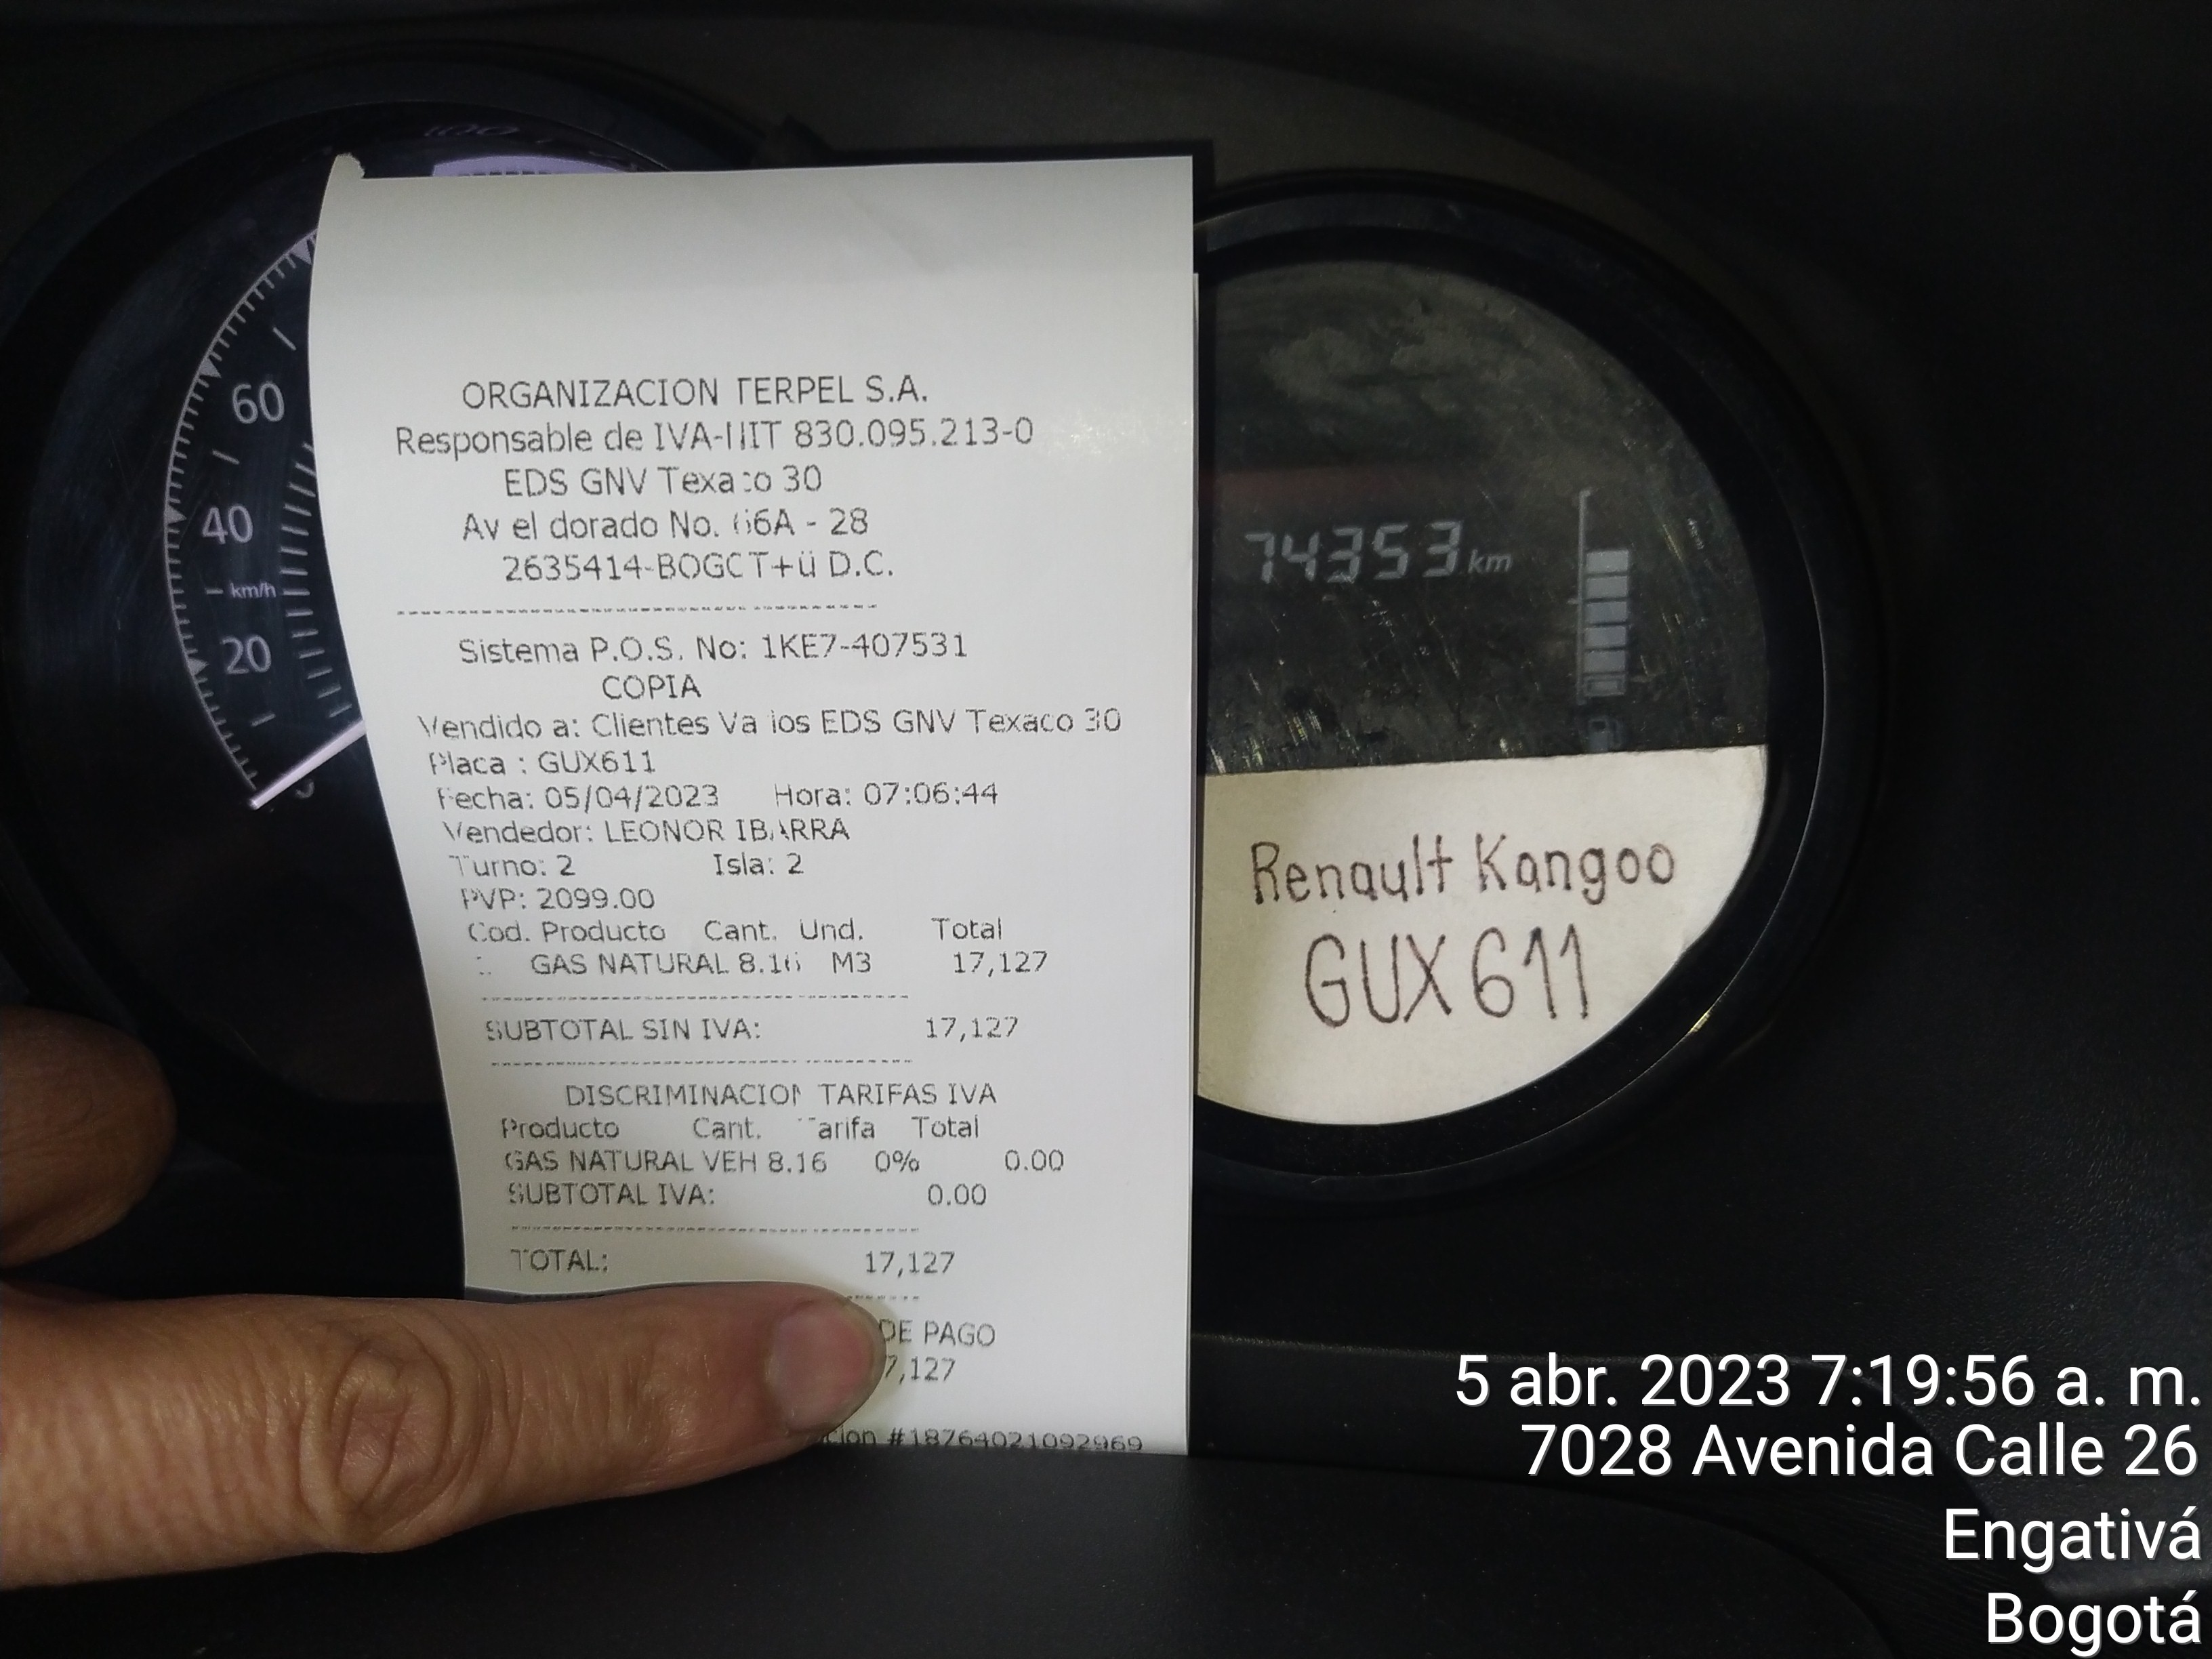 100
60
40
km/h
20
ORGANIZACION TERPEL S.A.
Responsable de IVA-NIT 830.095.213-0
EDS GNV Texaco 30
Av el dorado No. 66A - 28
2635414-BOGOT+ü D.C.
Sistema P.O.S. No: 1KE7-407531
COPIA
Vendido a: Clientes Varios EDS GNV Texaco 30
Placa : GUX611
Fecha: 05/04/2023 Hora: 07:06:44
Vendedor: LEONOR IBARRA
Turno: 2 Isla: 2
PVP: 2099.00
Cod. Producto Cant. Und. Total
GAS NATURAL 8.16 M3 17,127
SUBTOTAL SIN IVA: 17,127
DISCRIMINACION TARIFAS IVA
Producto Cant. Tarifa Total
GAS NATURAL VEH 8.16 0% 0.00
SUBTOTAL IVA: 0.00
TOTAL: 17,127
DE PAGO
7,127
cion #18764021092969
74353 km
Renault Kangoo
GUX 611
5 abr. 2023 7:19:56 a. m.
7028 Avenida Calle 26
Engativá
Bogotá